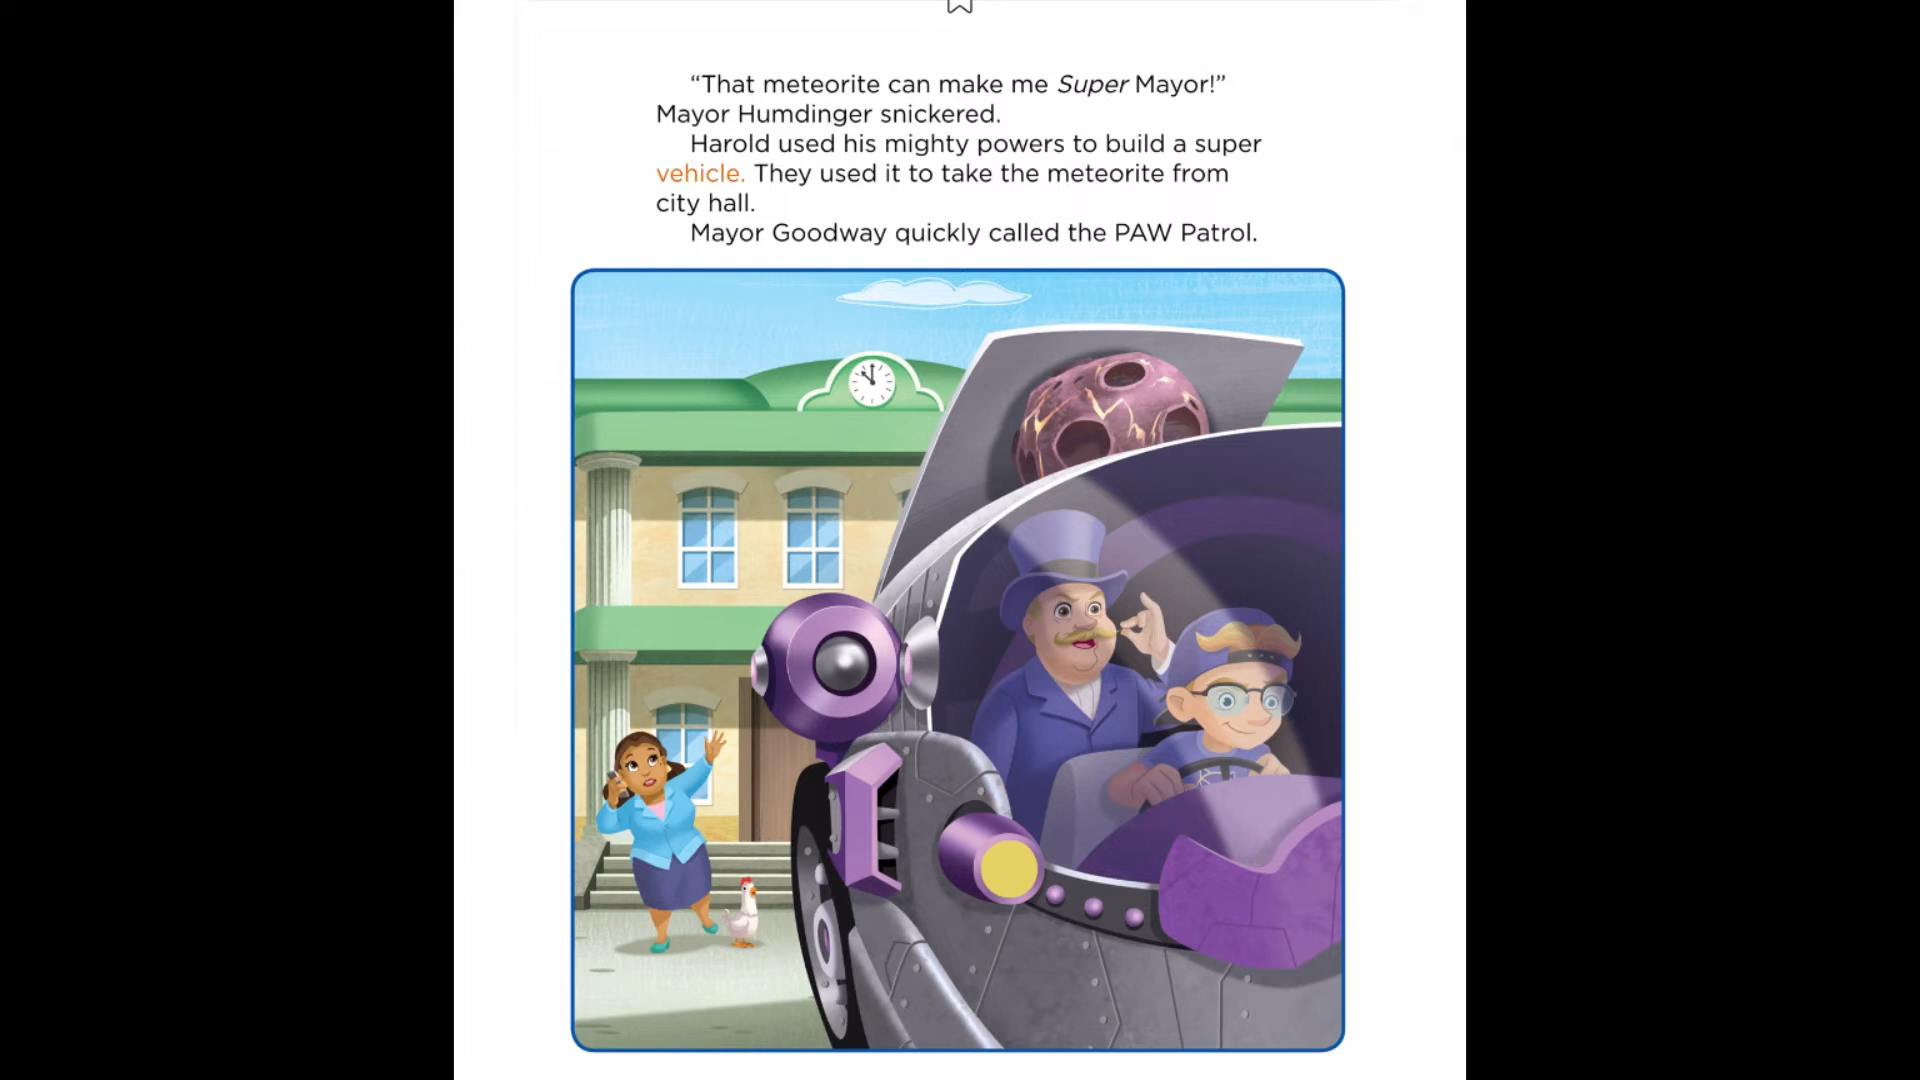 “That meteorite can make me Super Mayor!”
Mayor Humdinger snickered.
Harold used his mighty powers to build a super
vehicle. They used it to take the meteorite from
city hall.
Mayor Goodway quickly called the PAW Patrol.